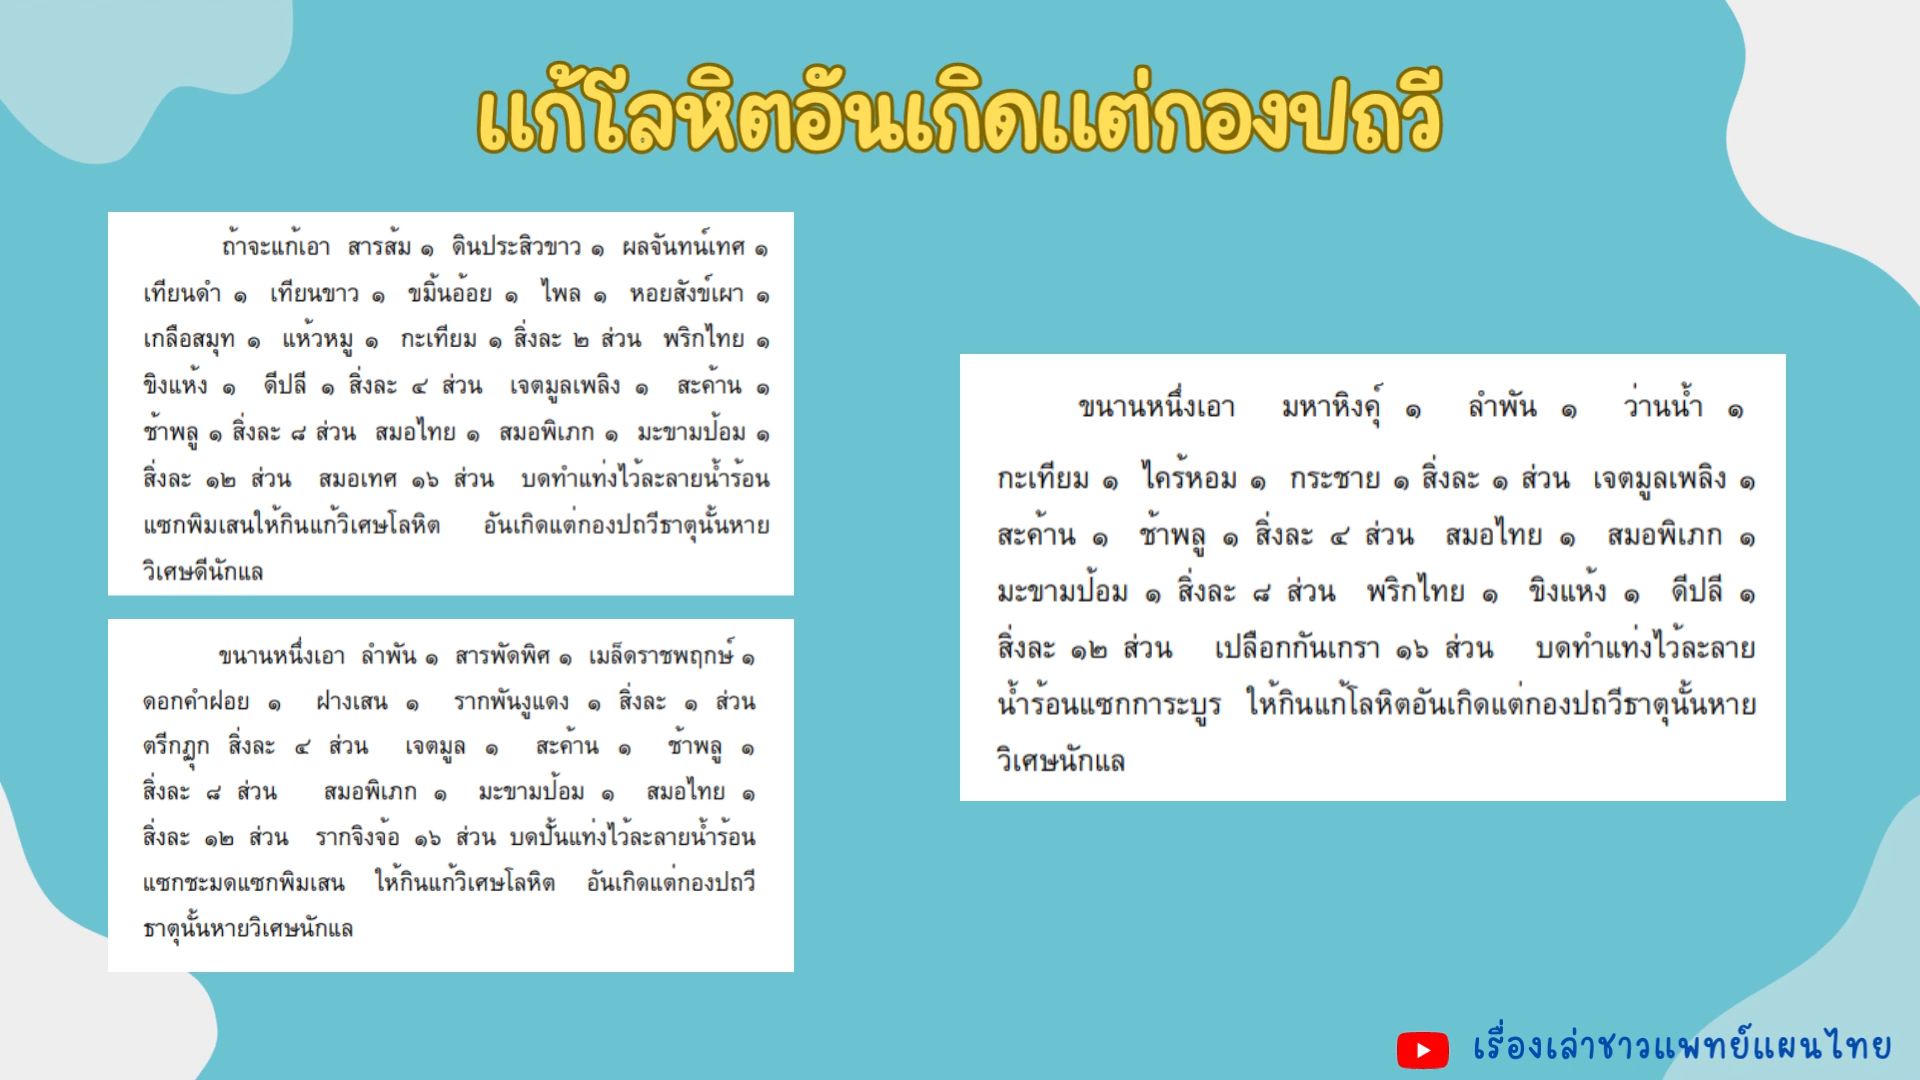 แก้โลหิตอันเกิดแต่กองปถวี
ถ้าจะแก้เอา สารส้ม ๑ ดินประสิวขาว ๑ ผลจันทน์เทศ ๑
เทียนดำ ๑ เทียนขาว ๑ ขมิ้นอ้อย ๑ ไพล ๑ หอยสังข์เผา ๑
เกลือสมุท ๑ แห้วหมู ๑ กะเทียม ๑ สิ่งละ ๒ ส่วน พริกไทย ๑
ขิงแห้ง ๑ ดีปลี ๑ สิ่งละ ๔ ส่วน เจตมูลเพลิง ๑ สะค้าน ๑
ช้าพลู ๑ สิ่งละ ๘ ส่วน สมอไทย ๑ สมอพิเภก ๑ มะขามป้อม ๑
สิ่งละ ๑๒ ส่วน สมอเทศ ๑๖ ส่วน บดทำแท่งไว้ละลายน้ำร้อน
แซกพิมเสนให้กินแก้วิเศษโลหิต อันเกิดแต่กองปถวีธาตุนั้นหาย
วิเศษดีนักแล
ขนานหนึ่งเอา ลำพัน ๑ สารพัดพิศ ๑ เมล็ดราชพฤกษ์ ๑
ดอกคำฝอย ๑ ฝางเสน ๑ รากพันงูแดง ๑ สิ่งละ ๑ ส่วน
ตรีกฏุก สิ่งละ ๔ ส่วน เจตมูล ๑ สะค้าน ๑ ช้าพลู ๑
สิ่งละ ๘ ส่วน สมอพิเภก ๑ มะขามป้อม ๑ สมอไทย ๑
สิ่งละ ๑๒ ส่วน รากจิงจ้อ ๑๖ ส่วน บดปั้นแท่งไว้ละลายน้ำร้อน
แซกชะมดแซกพิมเสน ให้กินแก้วิเศษโลหิต อันเกิดแต่กองปถวี
ธาตุนั้นหายวิเศษนักแล
ขนานหนึ่งเอา มหาหิงคุ์ ๑ ลำพัน ๑ ว่านน้ำ ๑
กะเทียม ๑ ไคร้หอม ๑ กระชาย ๑ สิ่งละ ๑ ส่วน เจตมูลเพลิง ๑
สะค้าน ๑ ช้าพลู ๑ สิ่งละ ๔ ส่วน สมอไทย ๑ สมอพิเภก ๑
มะขามป้อม ๑ สิ่งละ ๘ ส่วน พริกไทย ๑ ขิงแห้ง ๑ ดีปลี ๑
สิ่งละ ๑๒ ส่วน เปลือกกันเกรา ๑๖ ส่วน บดทำแท่งไว้ละลาย
น้ำร้อนแซกการะบูร ให้กินแก้โลหิตอันเกิดแต่กองปถวีธาตุนั้นหาย
วิเศษนักแล
เรื่องเล่าชาวแพทย์แผนไทย